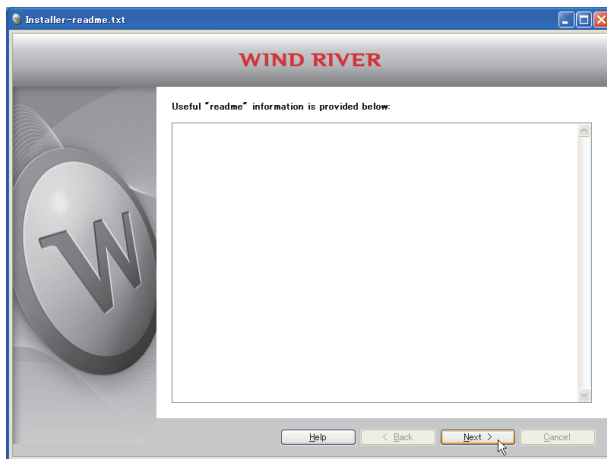 Installer-readme.txt
WIND RIVER
Useful "readme" information is provided below:
W
Help
< Back
Next >
Cancel